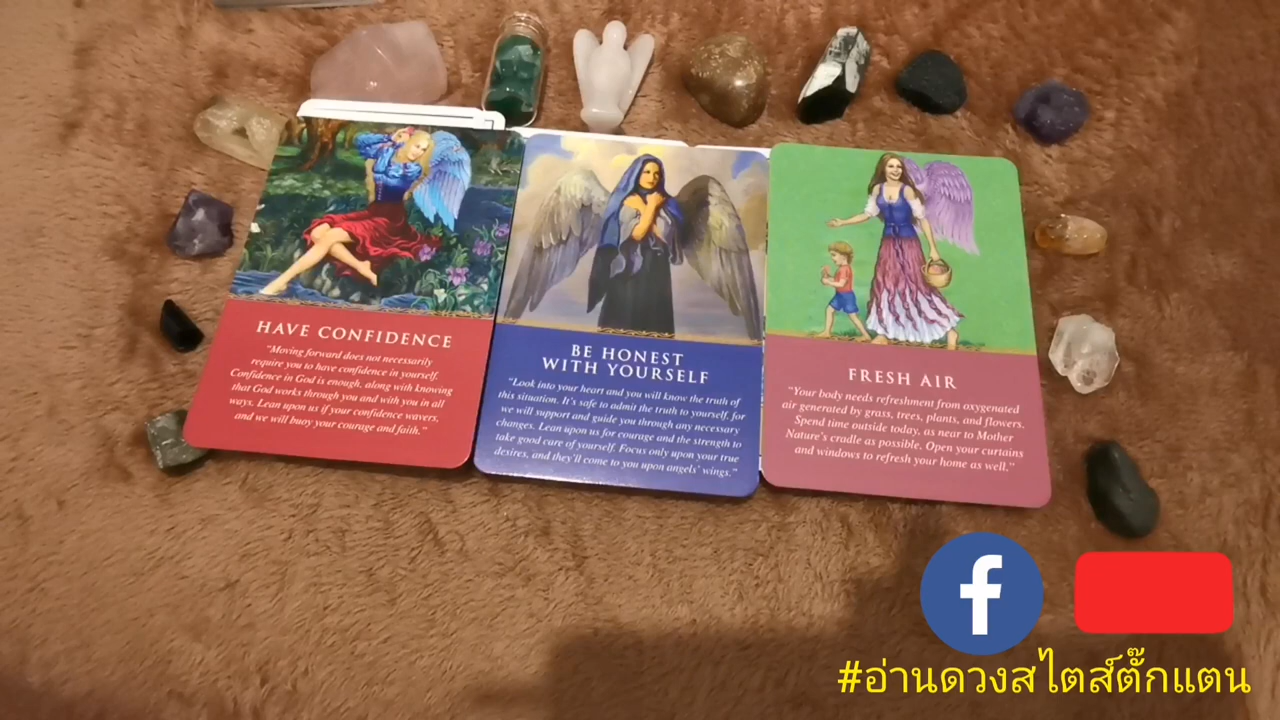 HAVE CONFIDENCE
"Moving forward does not necessarily
require you to have confidence in yourself.
Confidence in God is enough, along with knowing
that God works through you and with you in all
ways. Lean upon us if your confidence wavers,
and we will buoy your courage and faith."
BE HONEST
WITH YOURSELF
"Look into your heart and you will know the truth of
this situation. It's safe to admit the truth to yourself, for
we will support and guide you through any necessary
changes. Lean upon us for courage and the strength to
take good care of yourself. Focus only upon your true
desires, and they'll come to you upon angels' wings."
FRESH AIR
"Your body needs refreshment from oxygenated
air generated by grass, trees, plants, and flowers.
Spend time outside today, as near to Mother
Nature's cradle as possible. Open your curtains
and windows to refresh your home as well."
f
#อ่านดวงสไตส์ตั๊กแตน